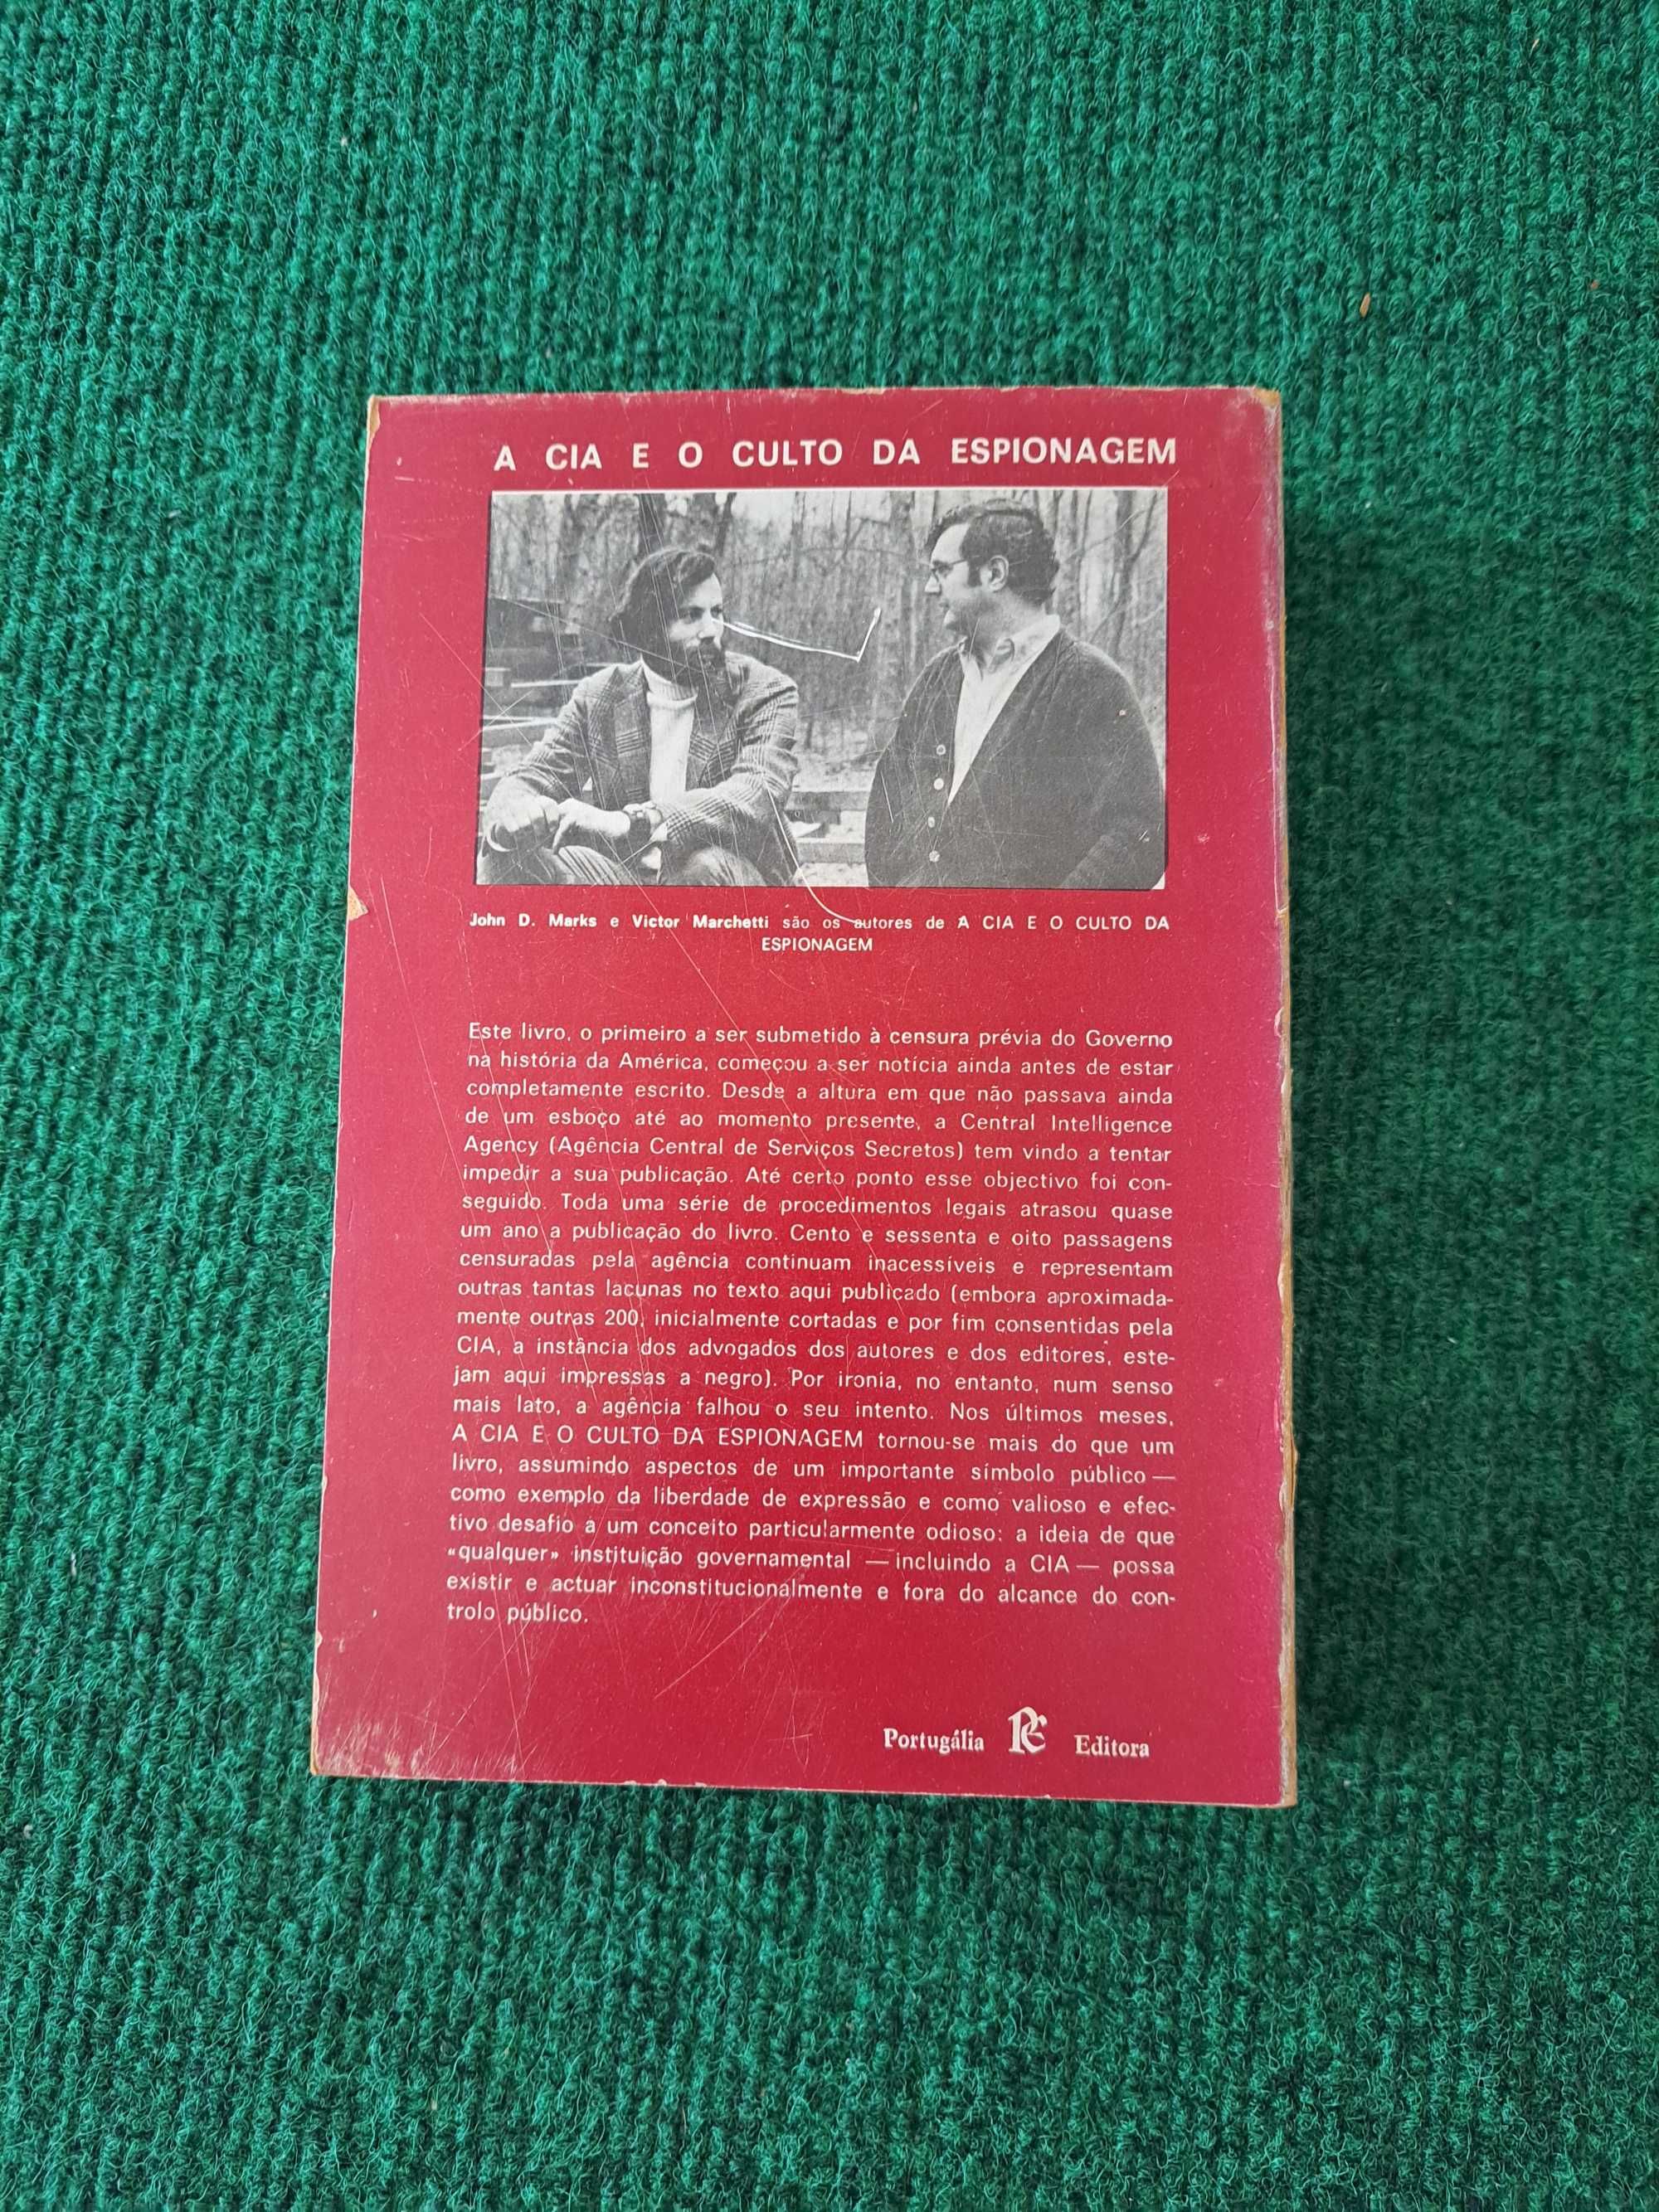 A CIA E O CULTO DA ESPIONAGEM
John D. Marks e Victor Marchetti são os autores de A CIA E O CULTO DA
ESPIONAGEM
Este livro, o primeiro a ser submetido à censura prévia do Governo
na história da América, começou a ser notícia ainda antes de estar
completamente escrito. Desde a altura em que não passava ainda
de um esboço até ao momento presente, a Central Intelligence
Agency (Agência Central de Serviços Secretos) tem vindo a tentar
impedir a sua publicação. Até certo ponto esse objectivo foi con-
seguido. Toda uma série de procedimentos legais atrasou quase
um ano a publicação do livro. Cento e sessenta e oito passagens
censuradas pela agência continuam inacessíveis e representam
outras tantas lacunas no texto aqui publicado (embora aproximada-
mente outras 200, inicialmente cortadas e por fim consentidas pela
CIA, a instância dos advogados dos autores e dos editores, este-
jam aqui impressas a negro). Por ironia, no entanto, num senso
mais lato, a agência falhou o seu intento. Nos últimos meses,
A CIA E O CULTO DA ESPIONAGEM tornou-se mais do que um
livro, assumindo aspectos de um importante símbolo público —
como exemplo da liberdade de expressão e como valioso e efec-
tivo desafio a um conceito particularmente odioso: a ideia de que
«qualquer» instituição governamental — incluindo a CIA — possa
existir e actuar inconstitucionalmente e fora do alcance do con-
trolo público.
Portugália PE Editora